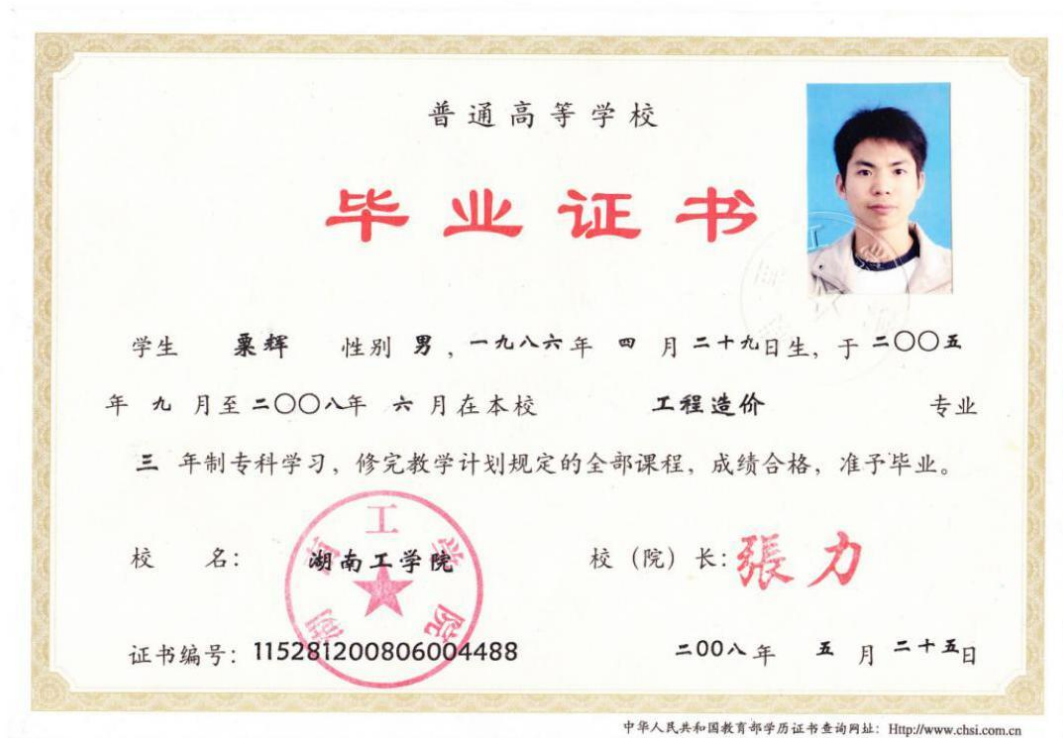 普通高等学校
毕业证书
学生 粟辉 性别 男，一九八六年 四 月二十九日生，于二〇〇五
年 九 月至二〇〇八年 六 月在本校 工程造价 专业
三 年制专科学习，修完教学计划规定的全部课程，成绩合格，准予毕业。
校 名： 湖南工学院 校（院）长：張力
湖南工学院
证书编号：115281200806004488 二00八年 五 月二十五日
中华人民共和国教育部学历证书查询网址：Http://www.chsi.com.cn